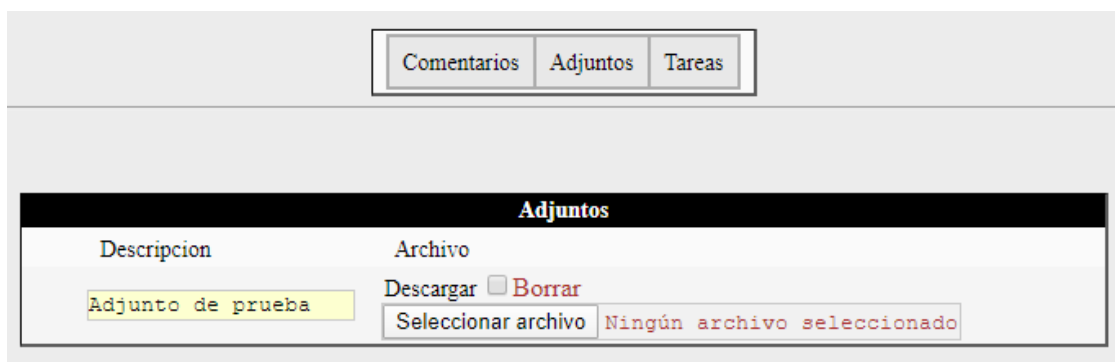 Comentarios Adjuntos Tareas
Adjuntos
Descripcion Archivo
Adjunto de prueba
Descargar Borrar
Seleccionar archivo Ningún archivo seleccionado